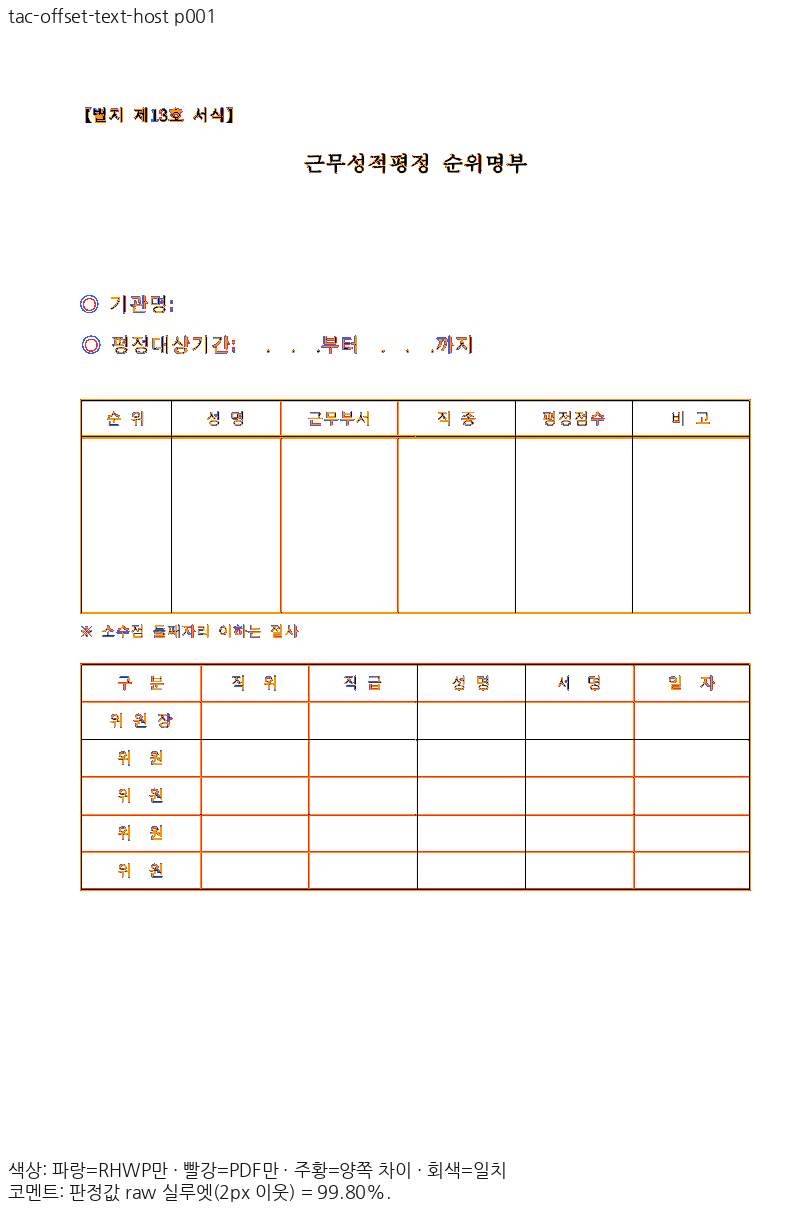 tac-offset-text-host p001
【별지 제13호 서식】
근무성적평정 순위명부
◎ 기관명:
◎ 평정대상기간: . . .부터 . . .까지
순 위 성 명 근무부서 직 종 평정점수 비 고
※ 소수점 둘째자리 이하는 절사
구 분 직 위 직 급 성 명 서 명 일 자
위 원 장
위 원
위 원
위 원
위 원
색상: 파랑=RHWP만 · 빨강=PDF만 · 주황=양쪽 차이 · 회색=일치
코멘트: 판정값 raw 실루엣(2px 이웃) = 99.80%.